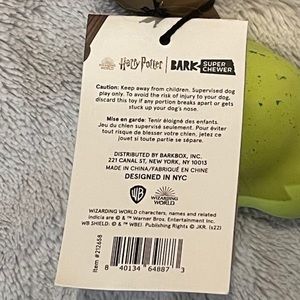 Harry Potter | BARK SUPER CHEWER
Caution: Keep away from children. Supervised dog
play only. To avoid the risk of injury to your dog,
discard this if any portion breaks apart or gets
stuck up your dog's nose.
Mise en garde: Tenir éloigné des enfants.
Jeu du chien supervisé seulement. Pour éviter
tout risque de blesser votre chien, jetez ce
jouet si toute partie se sépare.
DISTRIBUTED BY BARKBOX, INC.
221 CANAL ST, NEW YORK, NY 10013
MADE IN CHINA/FABRIQUÉ EN CHINE
DESIGNED IN NYC
WB WIZARDING
WORLD
WIZARDING WORLD characters, names and related
indicia are © & ™ Warner Bros. Entertainment Inc.
WB SHIELD: © & ™ WBEI. Publishing Rights © JKR. (s22)
Item #212658
8 40134 64887 3